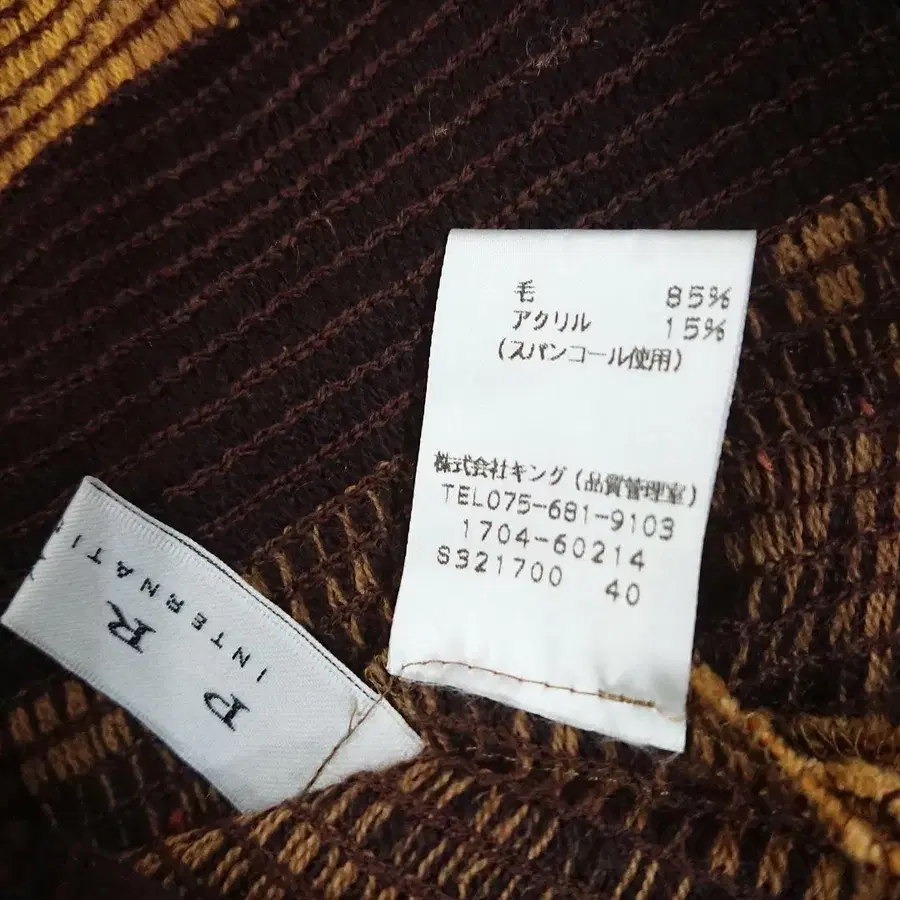 毛 85%
アクリル 15%
(スパンコール使用)
株式会社キング(品質管理室)
TEL075-681-9103
1704-60214
8321700 40
P R
INTERNATI